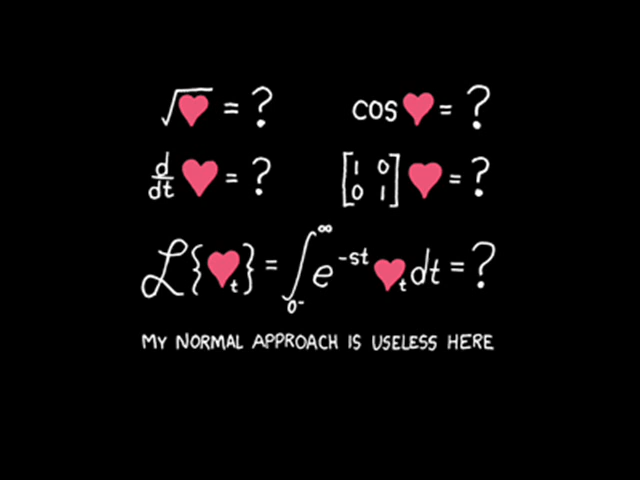 √♥ = ?
cos ♥ = ?
d/dt ♥ = ?
[1 0
0 1] ♥ = ?
ℒ{♥t} = ∫0-^∞ e^-st ♥t dt = ?
MY NORMAL APPROACH IS USELESS HERE